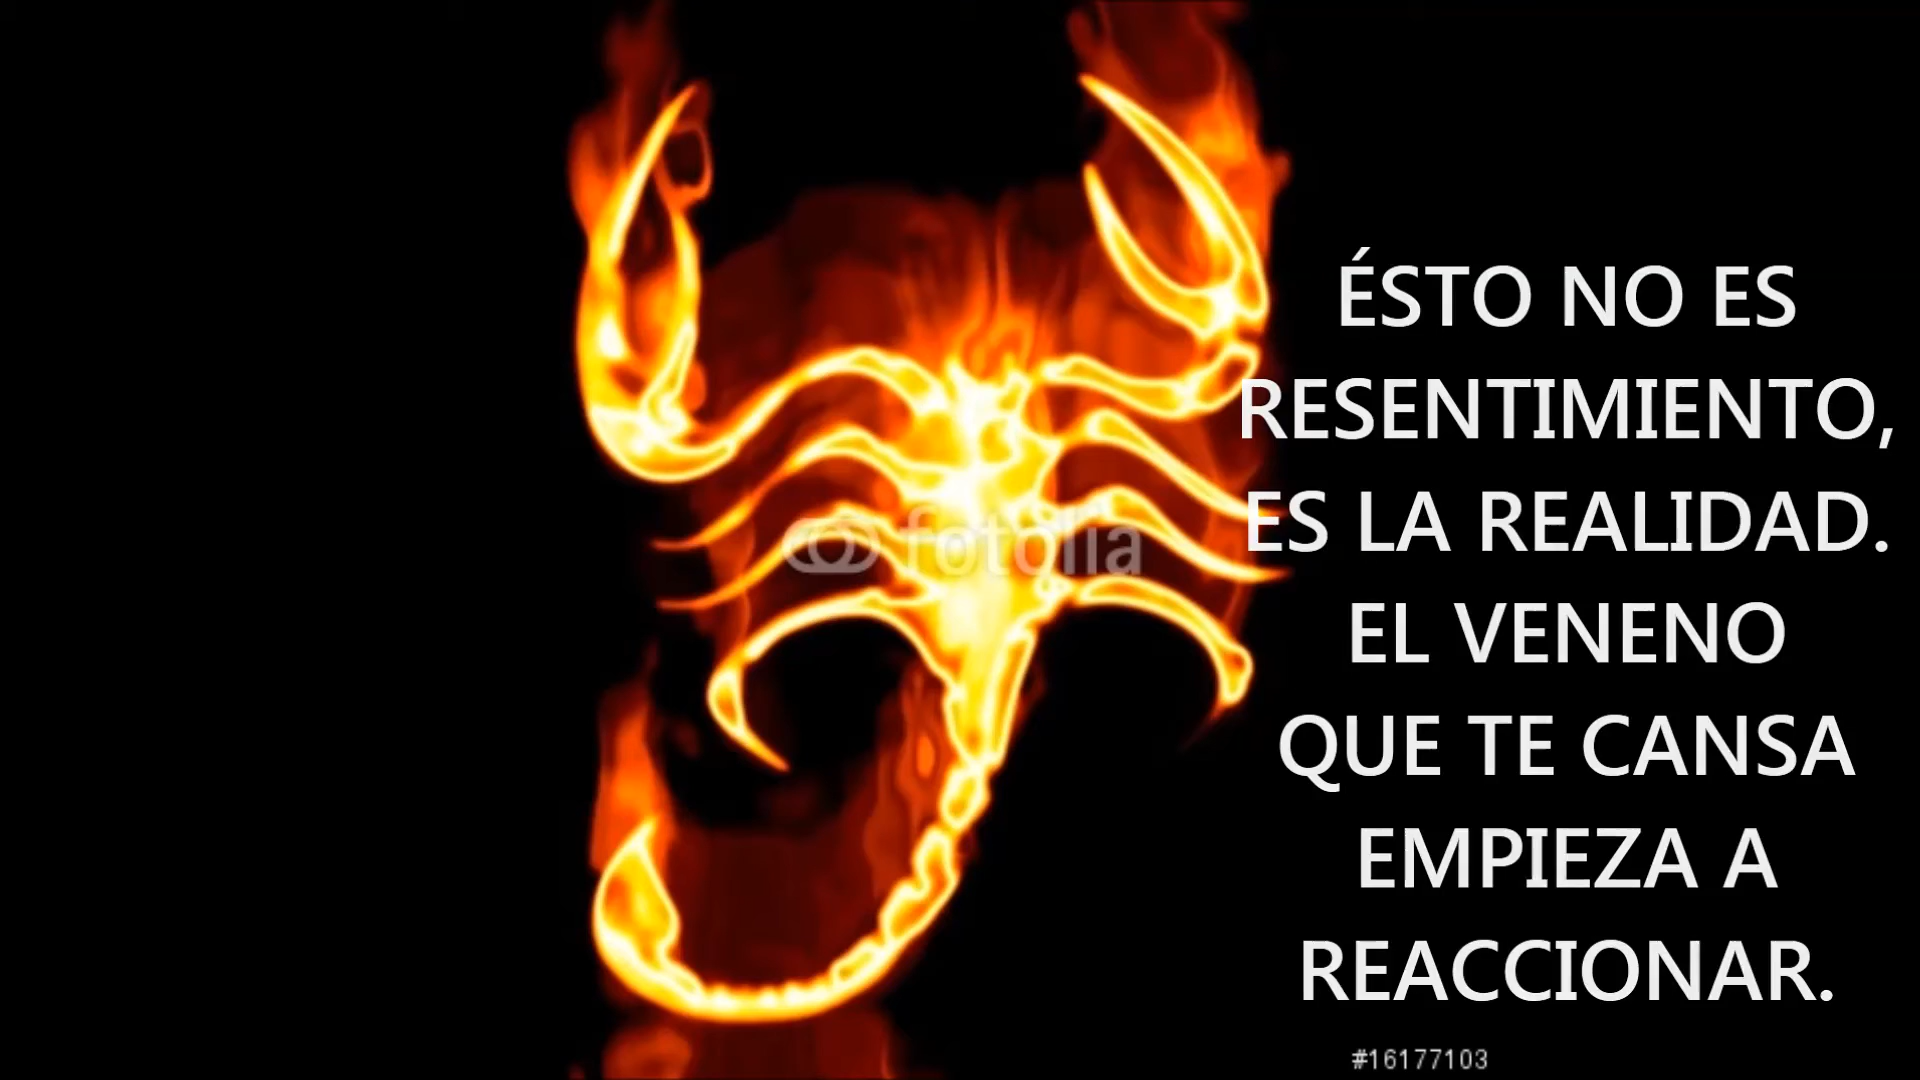 ÉSTO NO ES
RESENTIMIENTO,
ES LA REALIDAD.
EL VENENO
QUE TE CANSA
EMPIEZA A
REACCIONAR.
fotolia
#16177103